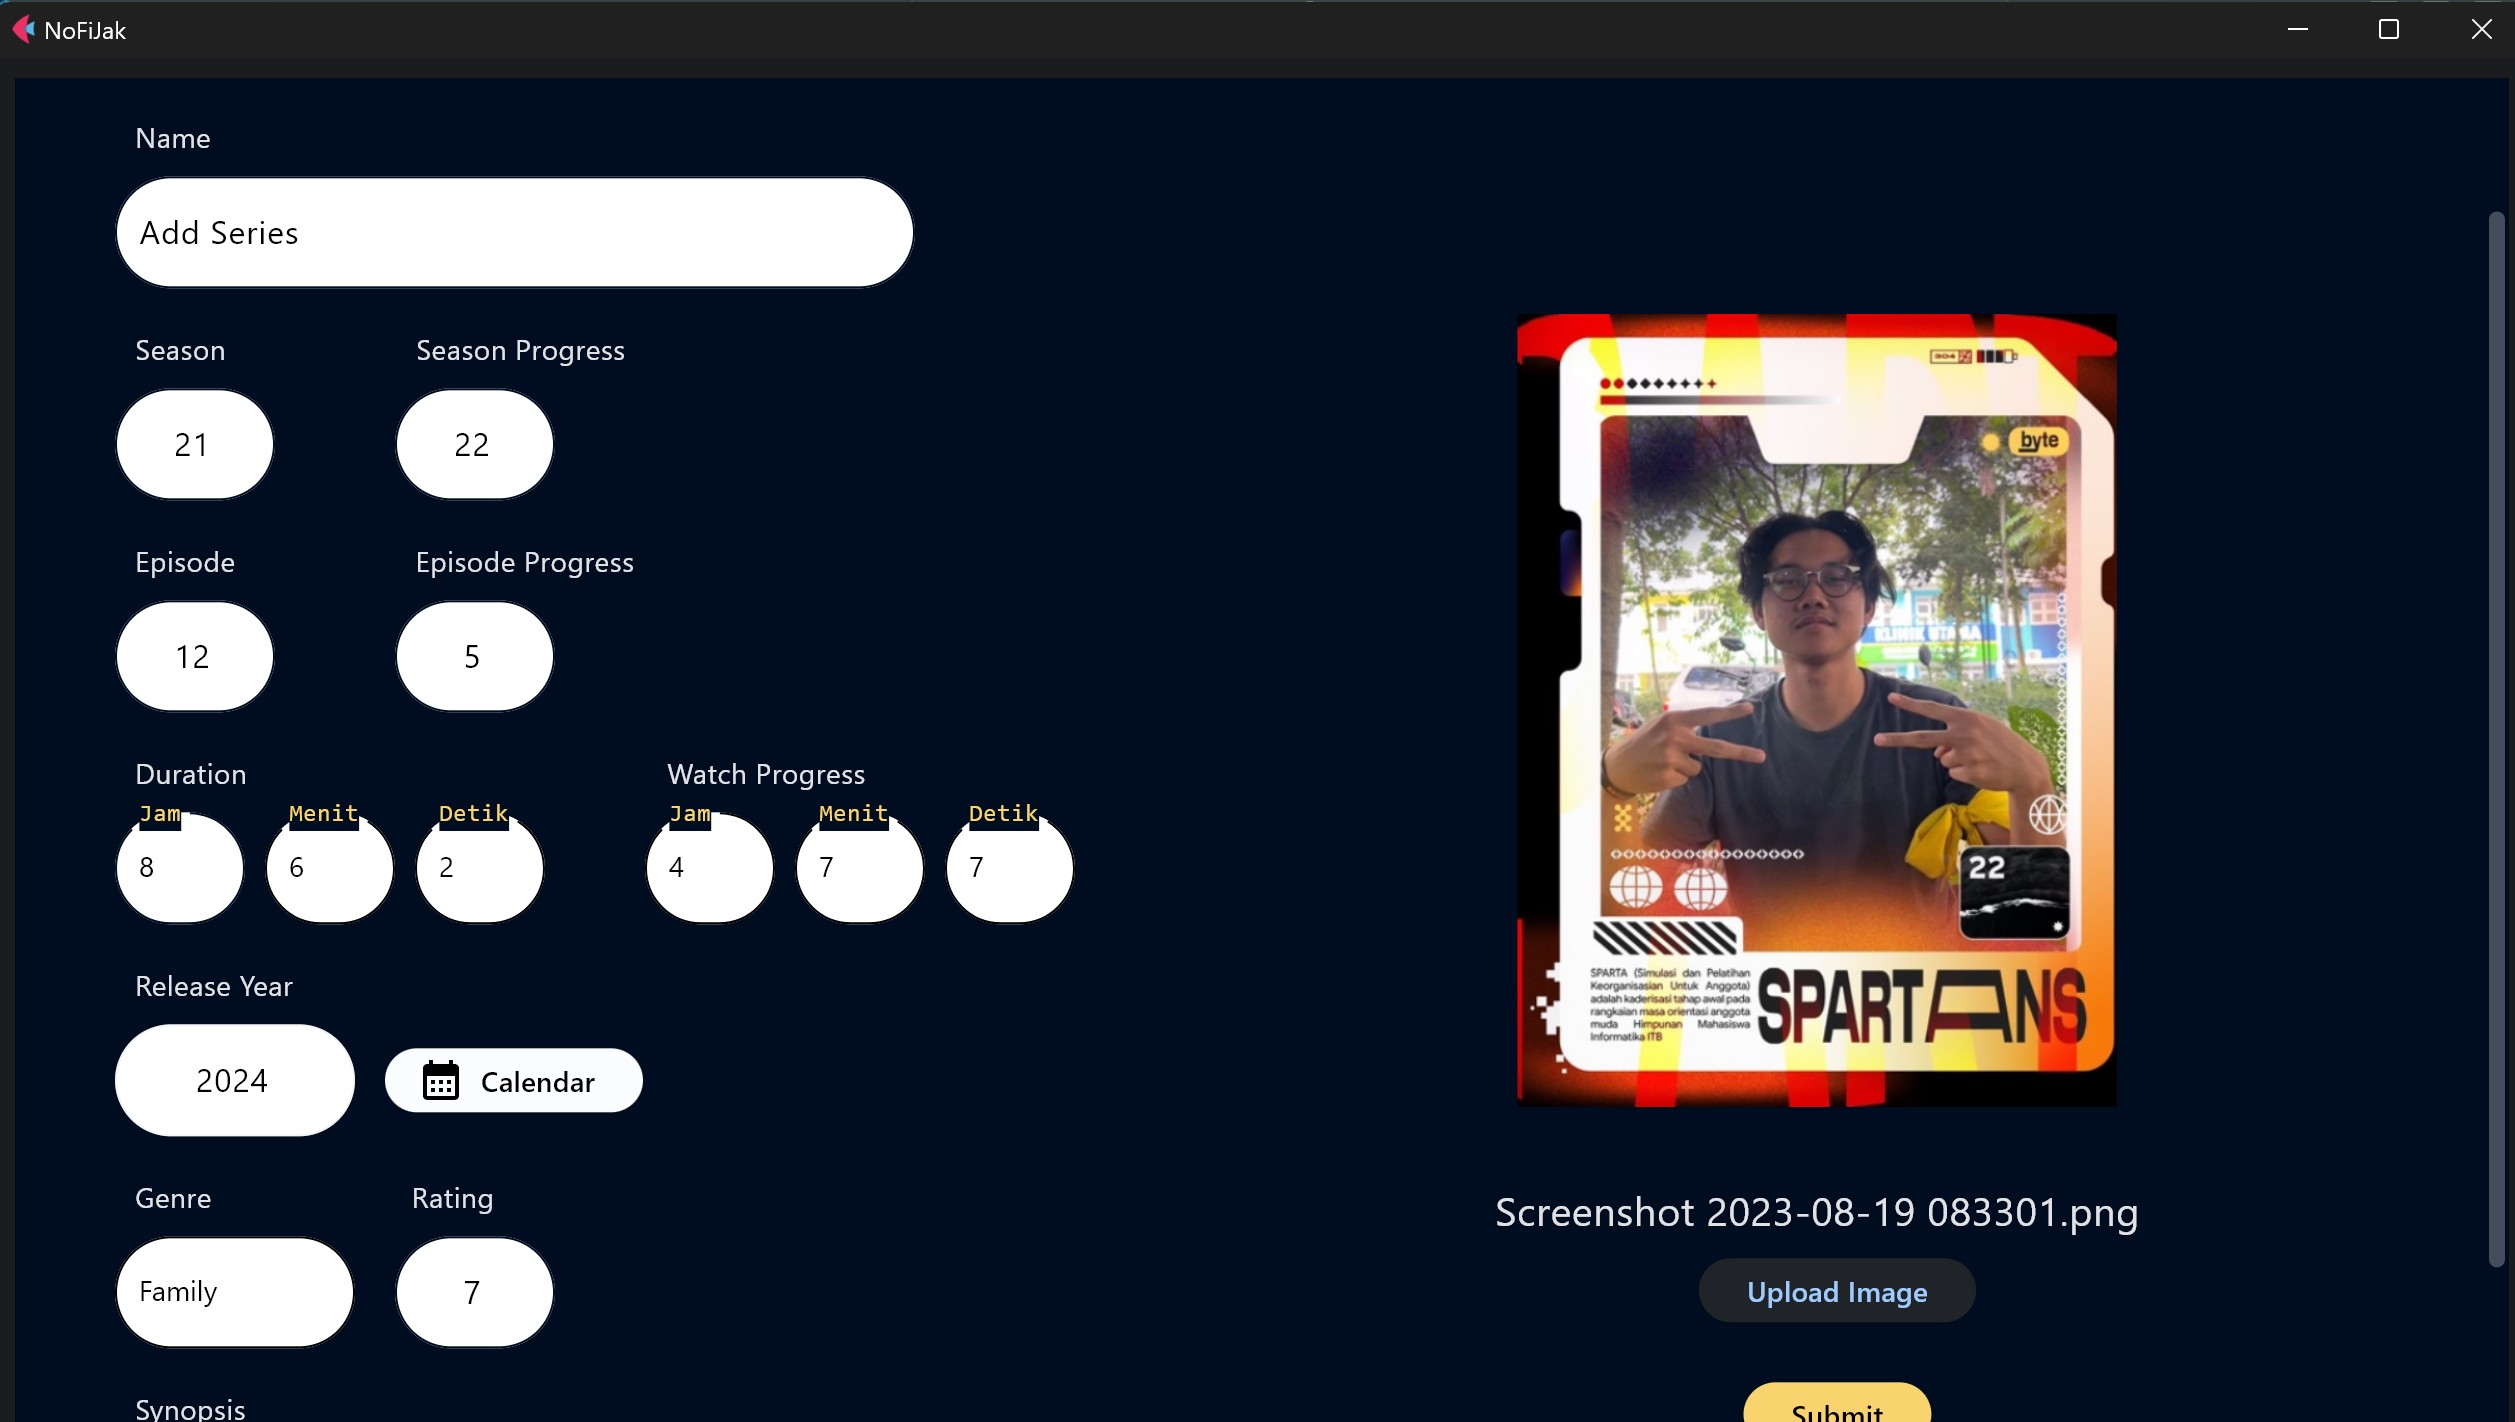 NoFiJak
Name
Add Series
Season
Season Progress
21
22
Episode
Episode Progress
12
5
Duration
Watch Progress
Jam
Menit
Detik
Jam
Menit
Detik
8
6
2
4
7
7
Release Year
2024
Calendar
Genre
Rating
Family
7
Synopsis
304
byte
KLINIK UTAMA
22
SPARTA (Simulasi dan Pelatihan
Keorganisasian Untuk Anggota)
adalah kaderisasi tahap awal pada
rangkaian masa orientasi anggota
muda Himpunan Mahasiswa
Informatika ITB
SPARTANS
Screenshot 2023-08-19 083301.png
Upload Image
Submit